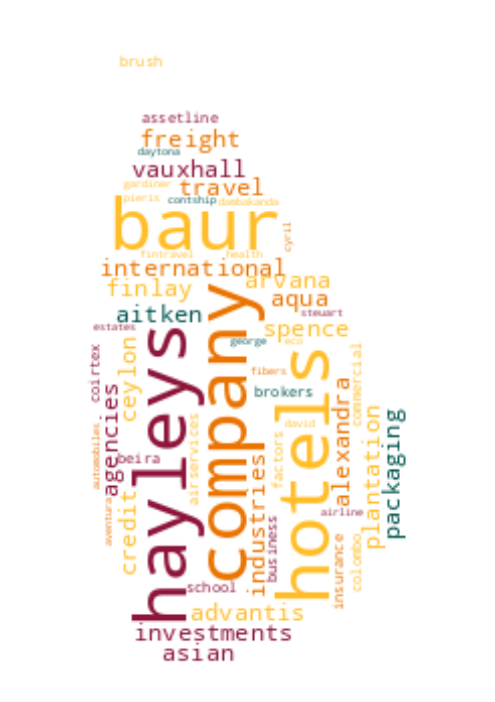 brush
assetline
freight
daytona
vauxhall
gardiner
travel
pieris
contship
dambakanda
baur
cyril
funtravel
health
international
finlay
arvana
aqua
aitken
steuart
estates
spence
george
eco
hayleys
company
hotels
coirtex
ceylon
fibers
commercial
agencies
brokers
alexandra
automobiles
airservices
david
plantation
packaging
beira
factors
credit
industries
aventura
business
airline
insurance
colombo
school
advantis
investments
asian